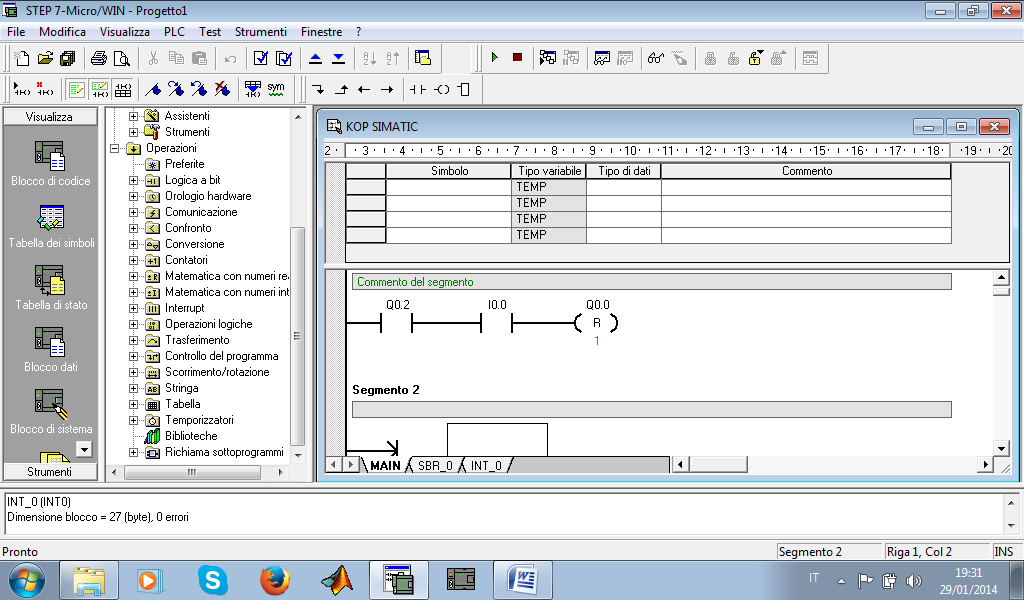 STEP 7-Micro/WIN - Progetto1
File Modifica Visualizza PLC Test Strumenti Finestre ?
sym
Visualizza
Blocco di codice
Tabella dei simboli
Tabella di stato
Blocco dati
Blocco di sistema
Strumenti
Assistenti
Strumenti
Operazioni
Preferite
Logica a bit
Orologio hardware
Comunicazione
Confronto
Conversione
Contatori
Matematica con numeri rea
Matematica con numeri int
Interrupt
Operazioni logiche
Trasferimento
Controllo del programma
Scorrimento/rotazione
Stringa
Tabella
Temporizzatori
Biblioteche
Richiama sottoprogrammi
KOP SIMATIC
2 · 3 · 4 · 5 · 6 · 7 · 8 · 9 · 10 · 11 · 12 · 13 · 14 · 15 · 16 · 17 · 18 · 19 · 20
Simbolo Tipo variabile Tipo di dati Commento
TEMP
TEMP
TEMP
TEMP
Commento del segmento
Q0.2 I0.0 Q0.0
R
1
Segmento 2
MAIN SBR_0 INT_0
INT_0 (INT0)
Dimensione blocco = 27 (byte), 0 errori
Pronto
Segmento 2 Riga 1, Col 2 INS
IT
19:31
29/01/2014